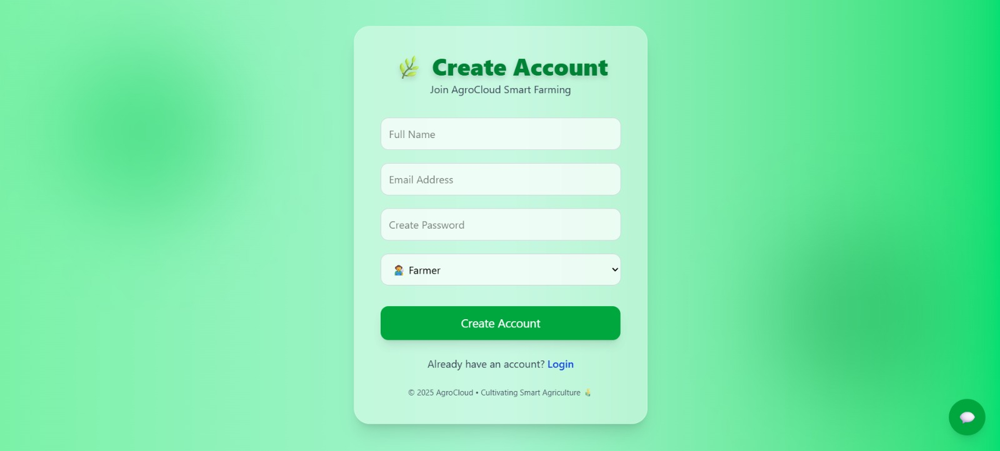 🌿 Create Account
Join AgroCloud Smart Farming
Full Name
Email Address
Create Password
🧑‍🌾 Farmer
Create Account
Already have an account? Login
© 2025 AgroCloud • Cultivating Smart Agriculture 🌾